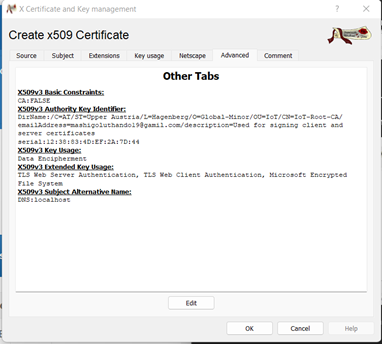 X Certificate and Key management
? ×
Create x509 Certificate
Source Subject Extensions Key usage Netscape Advanced Comment
Other Tabs
X509v3 Basic Constraints:
CA:FALSE
X509v3 Authority Key Identifier:
DirName:/C=AT/ST=Upper Austria/L=Hagenberg/O=Global-Minor/OU=IoT/CN=IoT-Root-CA/
emailAddress=mashigoluthando19@gamil.com/description=Used for signing client and
server certificates
serial:12:38:83:4D:EF:2A:7D:44
X509v3 Key Usage:
Data Encipherment
X509v3 Extended Key Usage:
TLS Web Server Authentication, TLS Web Client Authentication, Microsoft Encrypted
File System
X509v3 Subject Alternative Name:
DNS:localhost
Edit
OK Cancel Help